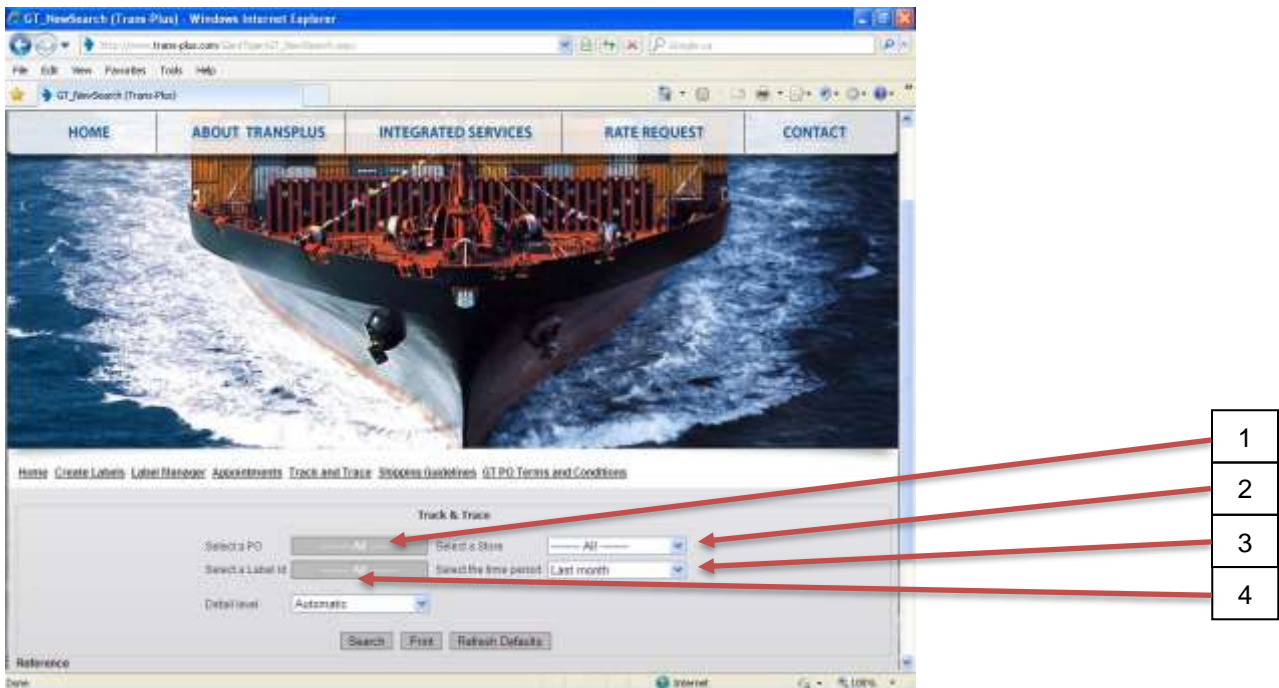 GT_NewSearch (Trans-Plus) - Windows Internet Explorer
File Edit View Favorites Tools Help
GT_NewSearch (Trans-Plus)
HOME ABOUT TRANSPLUS INTEGRATED SERVICES RATE REQUEST CONTACT
Home Create Labels Label Manager Appointments Track and Trace Shipping Guidelines GT PO Terms and Conditions
Track & Trace
Select a PO All Select a Store ------- All -------
Select a Label Id Select the time period Last month
Detail level Automatic
Search Print Refresh Defaults
Reference
Done Internet 100%
1
2
3
4